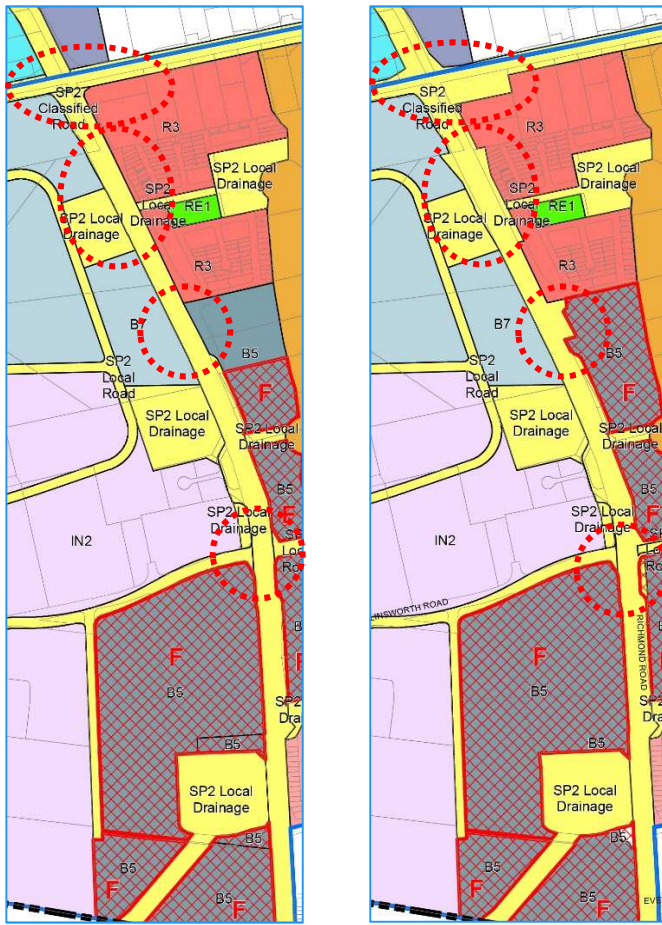 SP2
Classified
Road
R3
SP2 Local
Drainage
SP2
Local
Drainage
RE1
SP2 Local
Drainage
R3
B7
B5
SP2
Local
Road
F
SP2 Local
Drainage
SP2 Local
Drainage
B5
F
SP2 Local
Drainage
IN2
F
B5
B5
SP2 Local
Drainage
B5
B5
F
B5
F
SP2
Classified
Road
R3
SP2 Local
Drainage
SP2
Local
Drainage
RE1
SP2 Local
Drainage
R3
B7
B5
F
SP2
Local
Road
SP2 Local
Drainage
SP2 Local
Drainage
B5
F
SP2 Local
Drainage
IN2
LINSWORTH ROAD
RICHMOND ROAD
F
B5
B5
SP2 Local
Drainage
B5
B5
F
B5
F